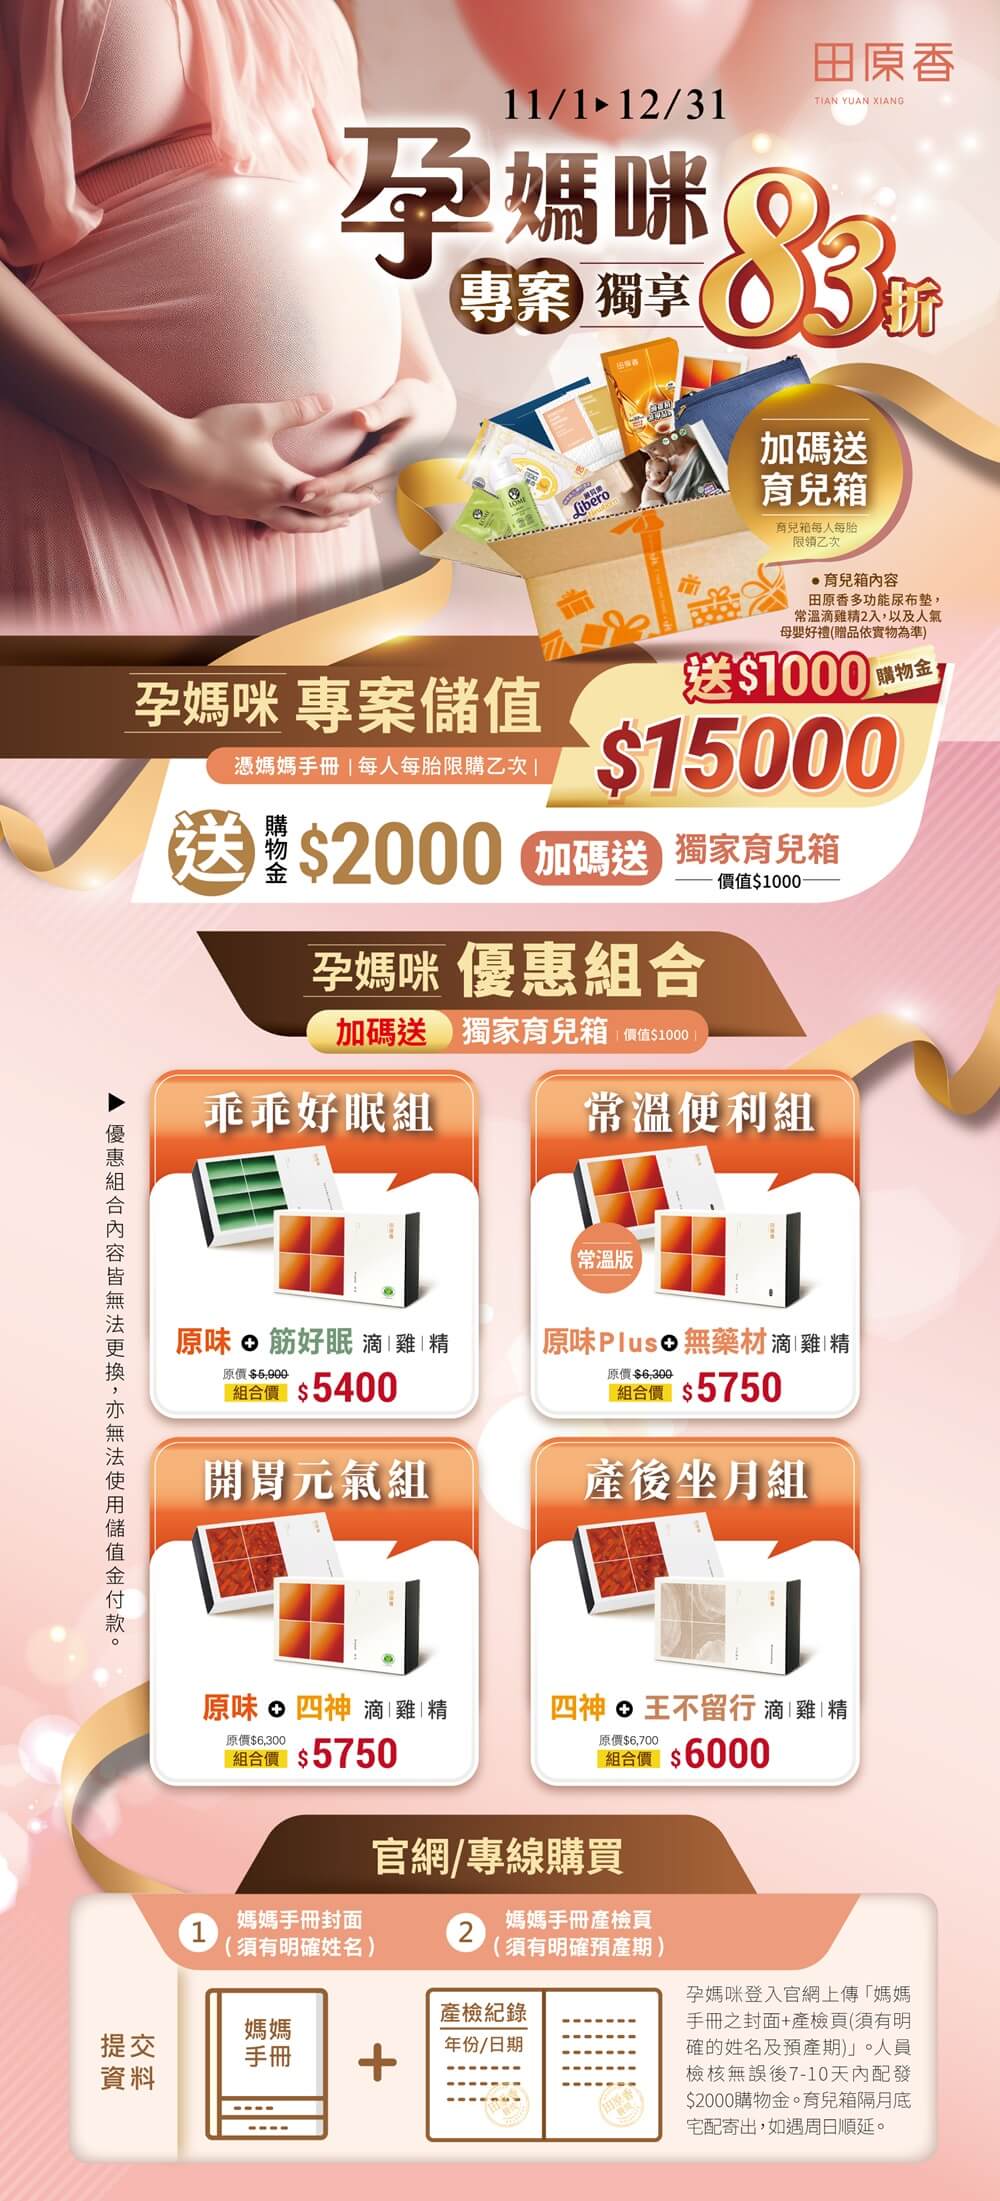 田原香
TIAN YUAN XIANG
11/1▶12/31
孕媽咪
專案 獨享
83折
加碼送
育兒箱
育兒箱每人每胎
限領乙次
田原香
LOME
LOME
Libero
●育兒箱內容
田原香多功能尿布墊，
常溫滴雞精2入，以及人氣
母嬰好禮(贈品依實物為準)
孕媽咪 專案儲值
送$1000 購物金
$15000
憑媽媽手冊|每人每胎限購乙次|
送 購物金 $2000 加碼送 獨家育兒箱
價值$1000
孕媽咪 優惠組合
加碼送 獨家育兒箱|價值$1000|
▶優惠組合內容皆無法更換，亦無法使用儲值金付款。
乖乖好眠組
原味+筋好眠 滴|雞|精
原價$5,900
組合價 $5400
常溫便利組
常溫版
原味Plus+無藥材 滴|雞|精
原價$6,300
組合價 $5750
開胃元氣組
原味+四神 滴|雞|精
原價$6,300
組合價 $5750
產後坐月組
四神+王不留行 滴|雞|精
原價$6,700
組合價 $6000
官網/專線購買
1 媽媽手冊封面
(須有明確姓名)
2 媽媽手冊產檢頁
(須有明確預產期)
提交
資料
媽媽
手冊
+
產檢紀錄
年份/日期
孕媽咪登入官網上傳「媽媽
手冊之封面+產檢頁(須有明
確的姓名及預產期)」。人員
檢核無誤後7-10天內配發
$2000購物金。育兒箱隔月底
宅配寄出，如遇周日順延。